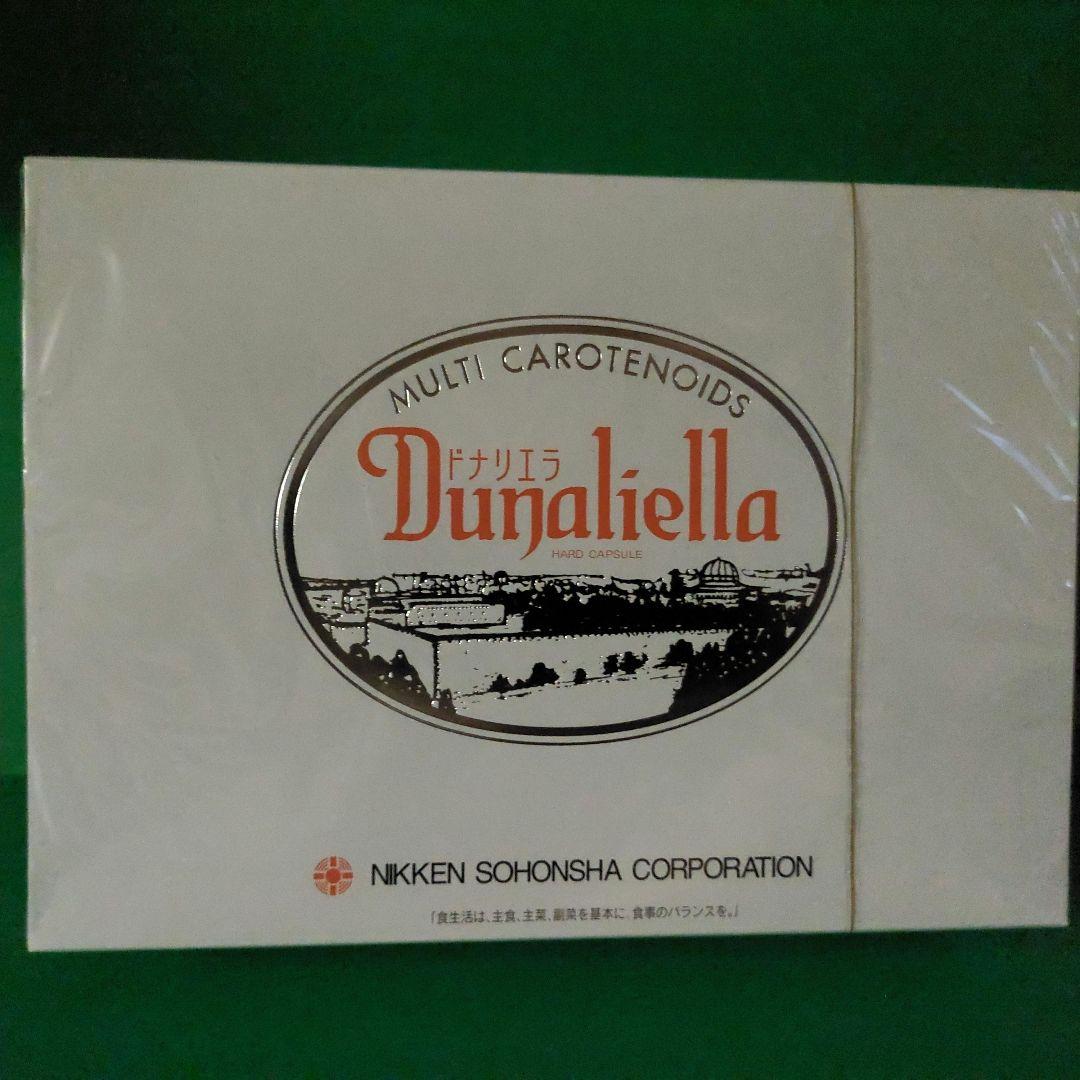 MULTI CAROTENOIDS
ドナリエラ
Dunaliella
HARD CAPSULE
NIKKEN SOHONSHA CORPORATION
「食生活は、主食、主菜、副菜を基本に、食事のバランスを。」